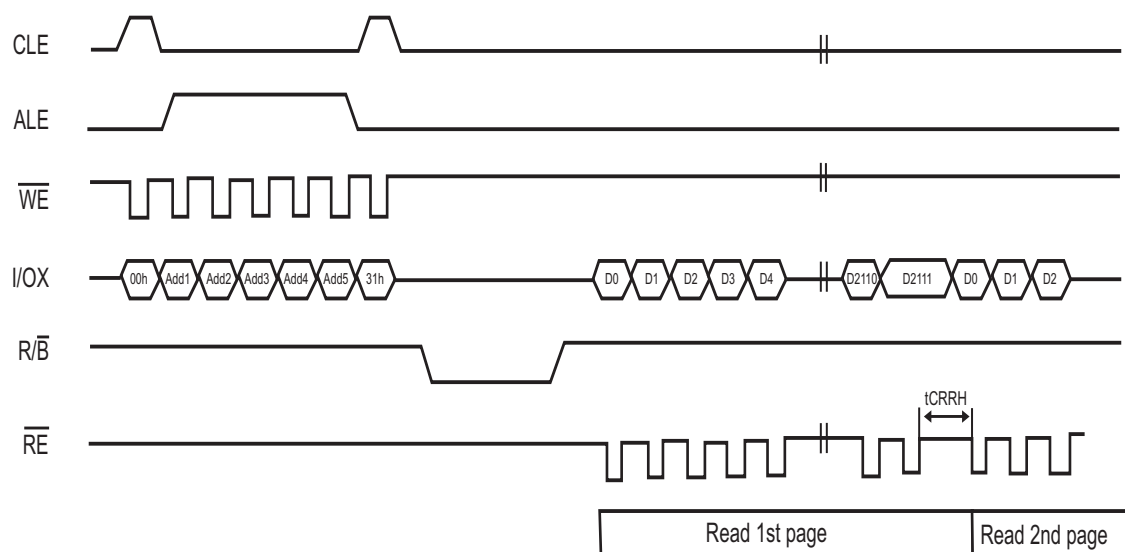 CLE
ALE
WE
I/OX 00h Add1 Add2 Add3 Add4 Add5 31h D0 D1 D2 D3 D4 D2110 D2111 D0 D1 D2
R/B
tCRRH
RE
Read 1st page Read 2nd page